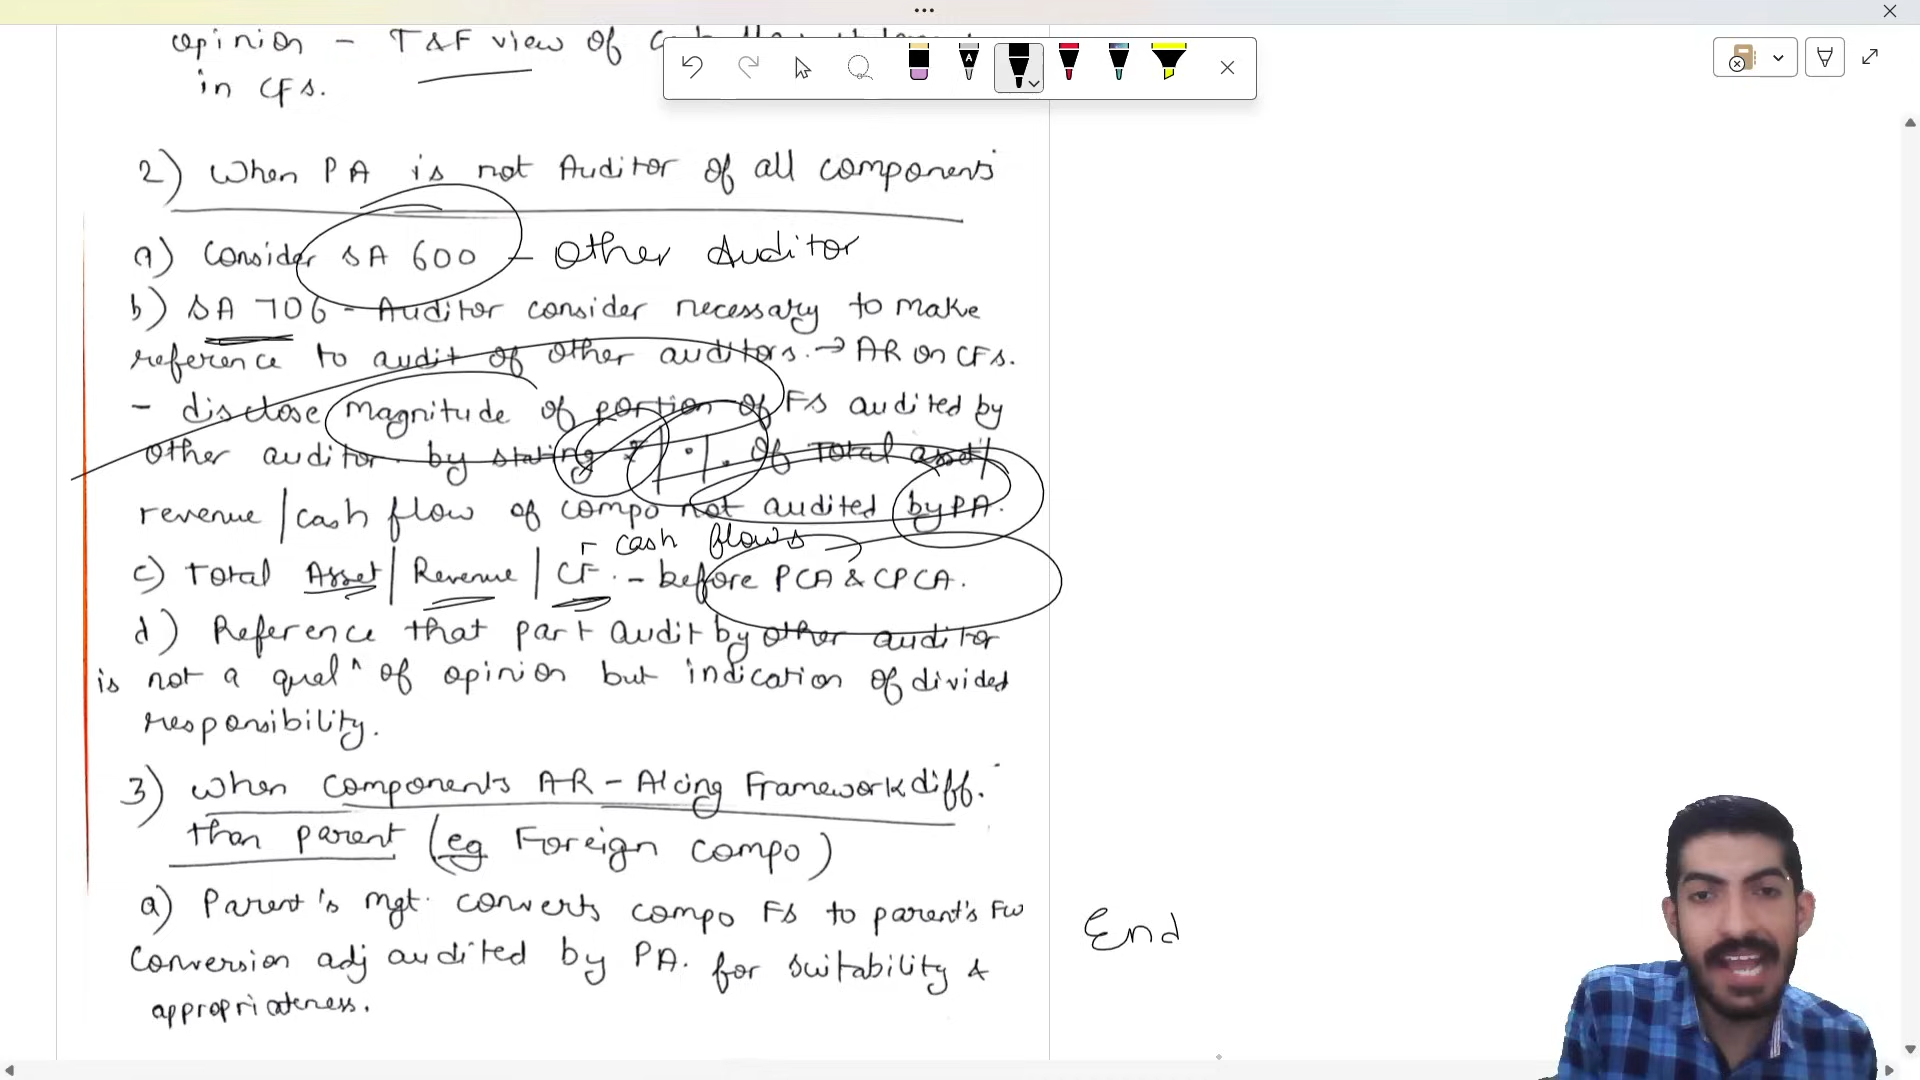 opinion - T&F view of
in CFS.
2) When PA is not Auditor of all components
a) Consider SA 600 - Other Auditor
b) SA 706 - Auditor consider necessary to make
reference to audit of other auditors. → AR on CFS.
- disclose magnitude of portion of FS audited by
other auditor by stating ₹ | % of Total asset/
revenue | cash flow of compo not audited by PA.
cash flows
c) Total Asset | Revenue | CF. - before PCA & CPCA.
d) Reference that part audit by other auditor
is not a qualⁿ of opinion but indication of divided
responsibility.
3) When components AR - A/cing Framework diff.
than parent (eg Foreign compo)
a) Parent's mgt. converts compo FS to parent's FW
Conversion adj audited by PA. for suitability &
appropriateness.
End